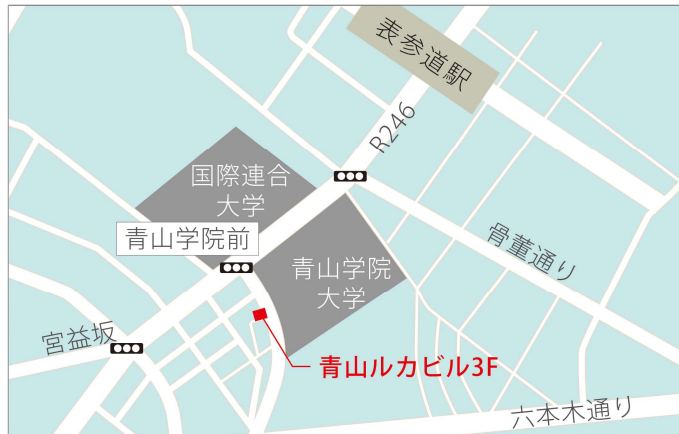 表参道駅
R246
国際連合
大学
青山学院前
青山学院
大学
骨董通り
宮益坂
青山ルカビル3F
六本木通り